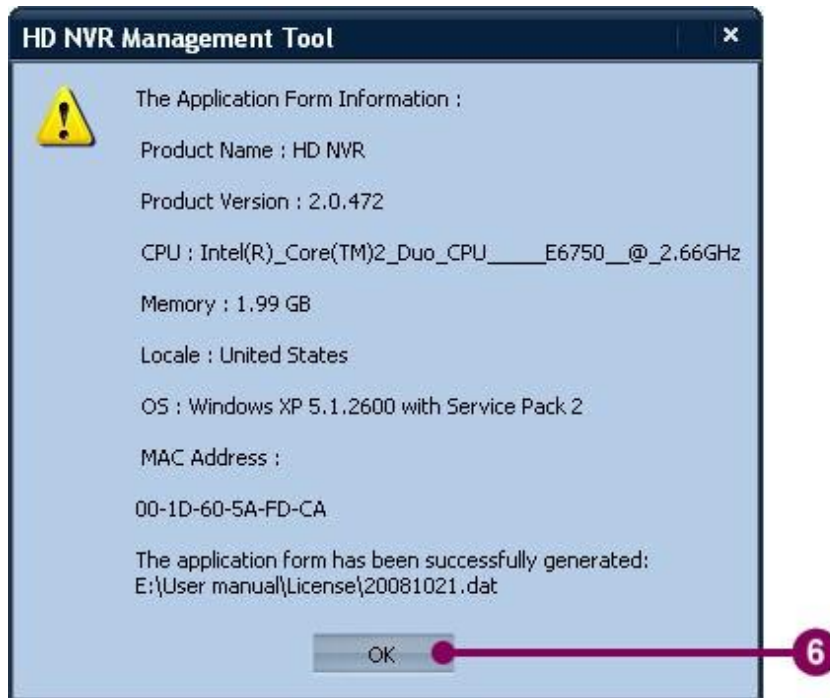 HD NVR Management Tool
The Application Form Information :
Product Name : HD NVR
Product Version : 2.0.472
CPU : Intel(R)_Core(TM)2_Duo_CPU_____E6750__@_2.66GHz
Memory : 1.99 GB
Locale : United States
OS : Windows XP 5.1.2600 with Service Pack 2
MAC Address :
00-1D-60-5A-FD-CA
The application form has been successfully generated:
E:\User manual\License\20081021.dat
OK
6